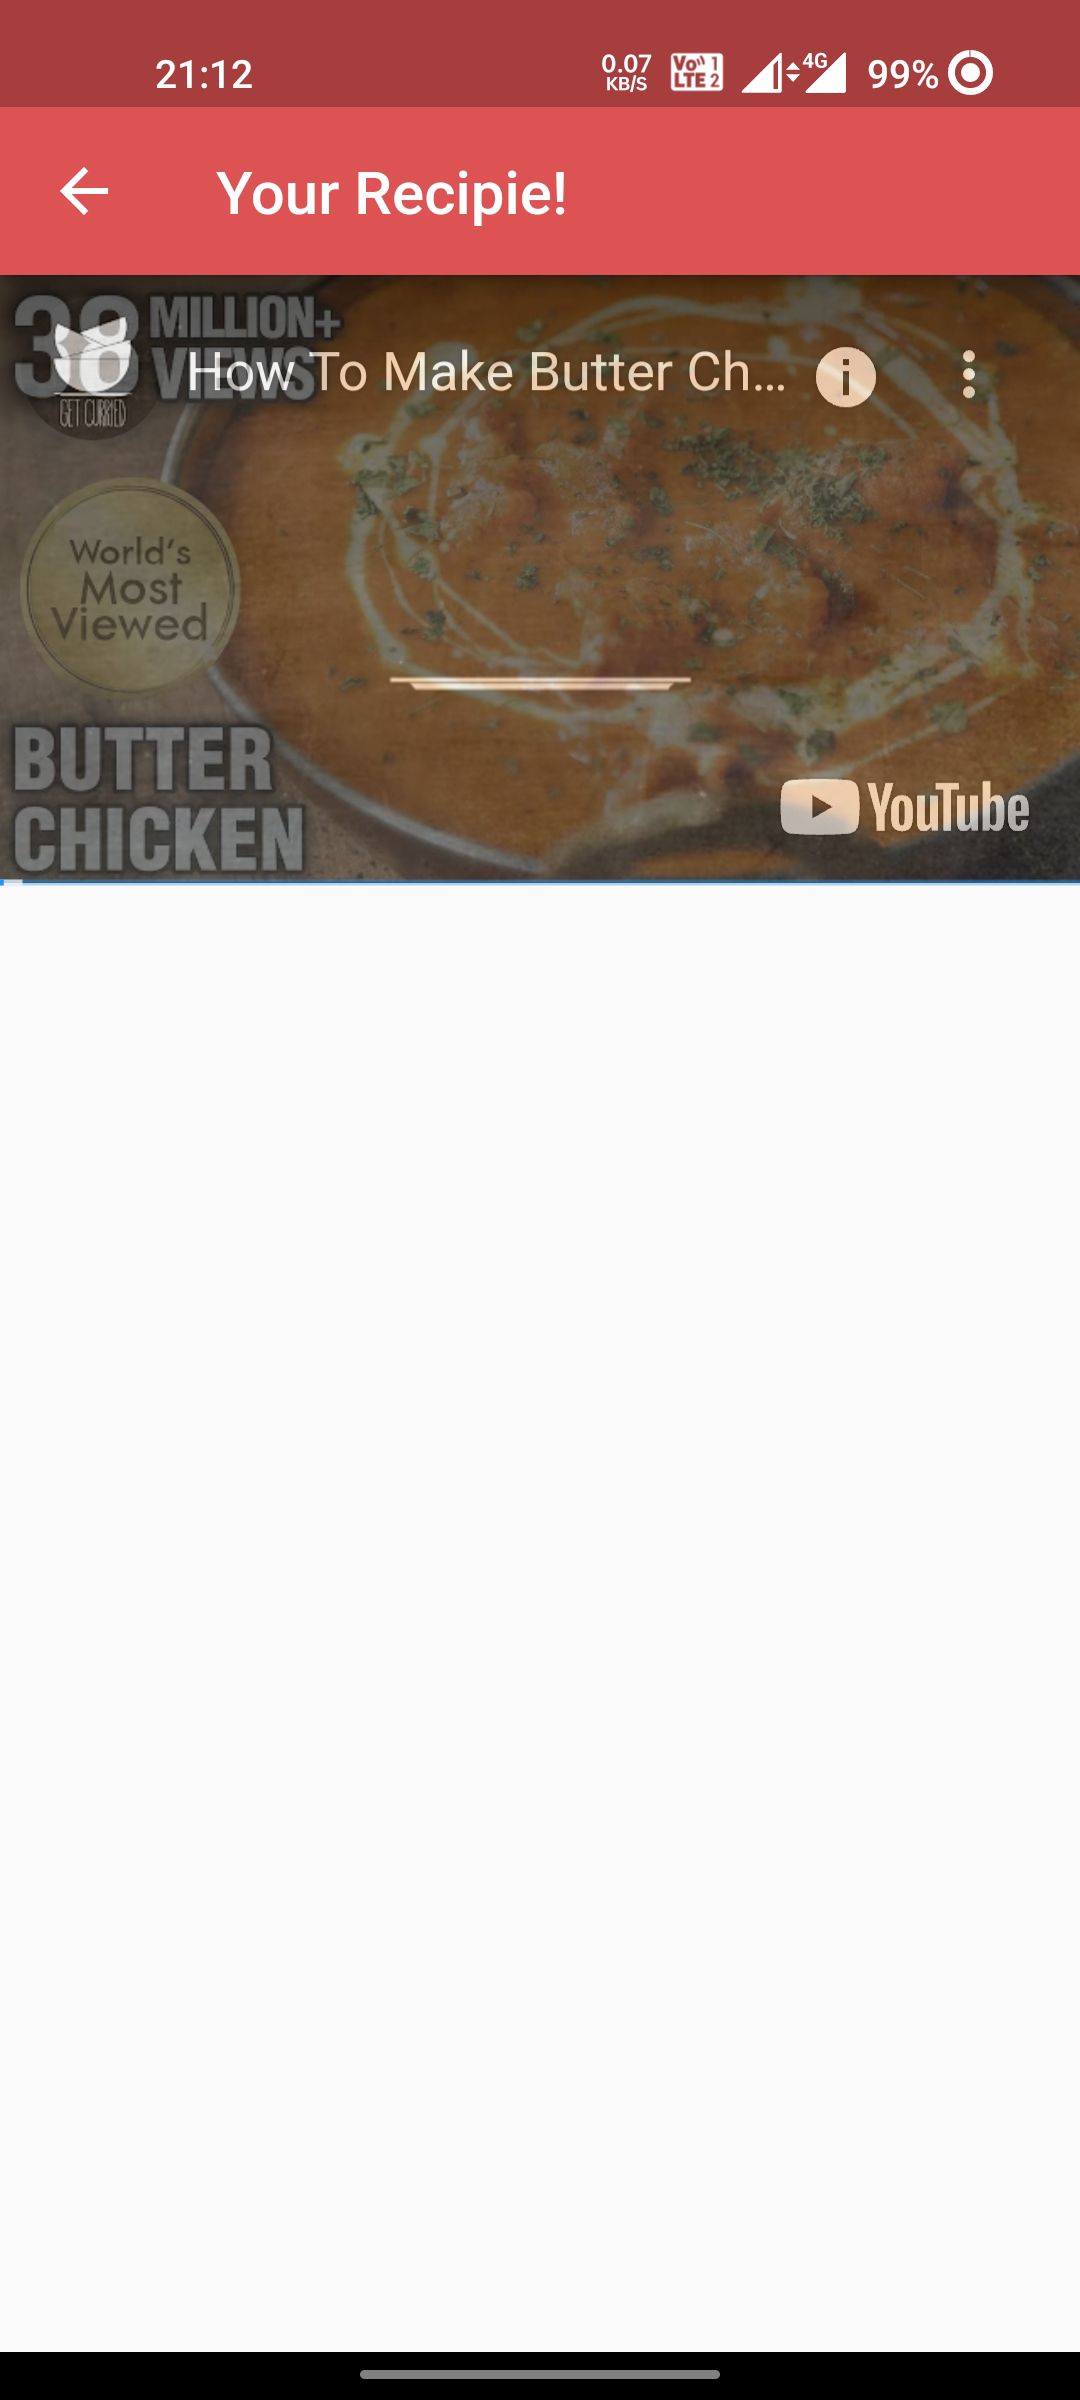 21:12
0.07
KB/S
Vo 1
LTE 2
4G
99%
Your Recipie!
38 MILLION+
VIEWS
GET CURRIED
How To Make Butter Ch...
i
World's
Most
Viewed
BUTTER
CHICKEN
YouTube